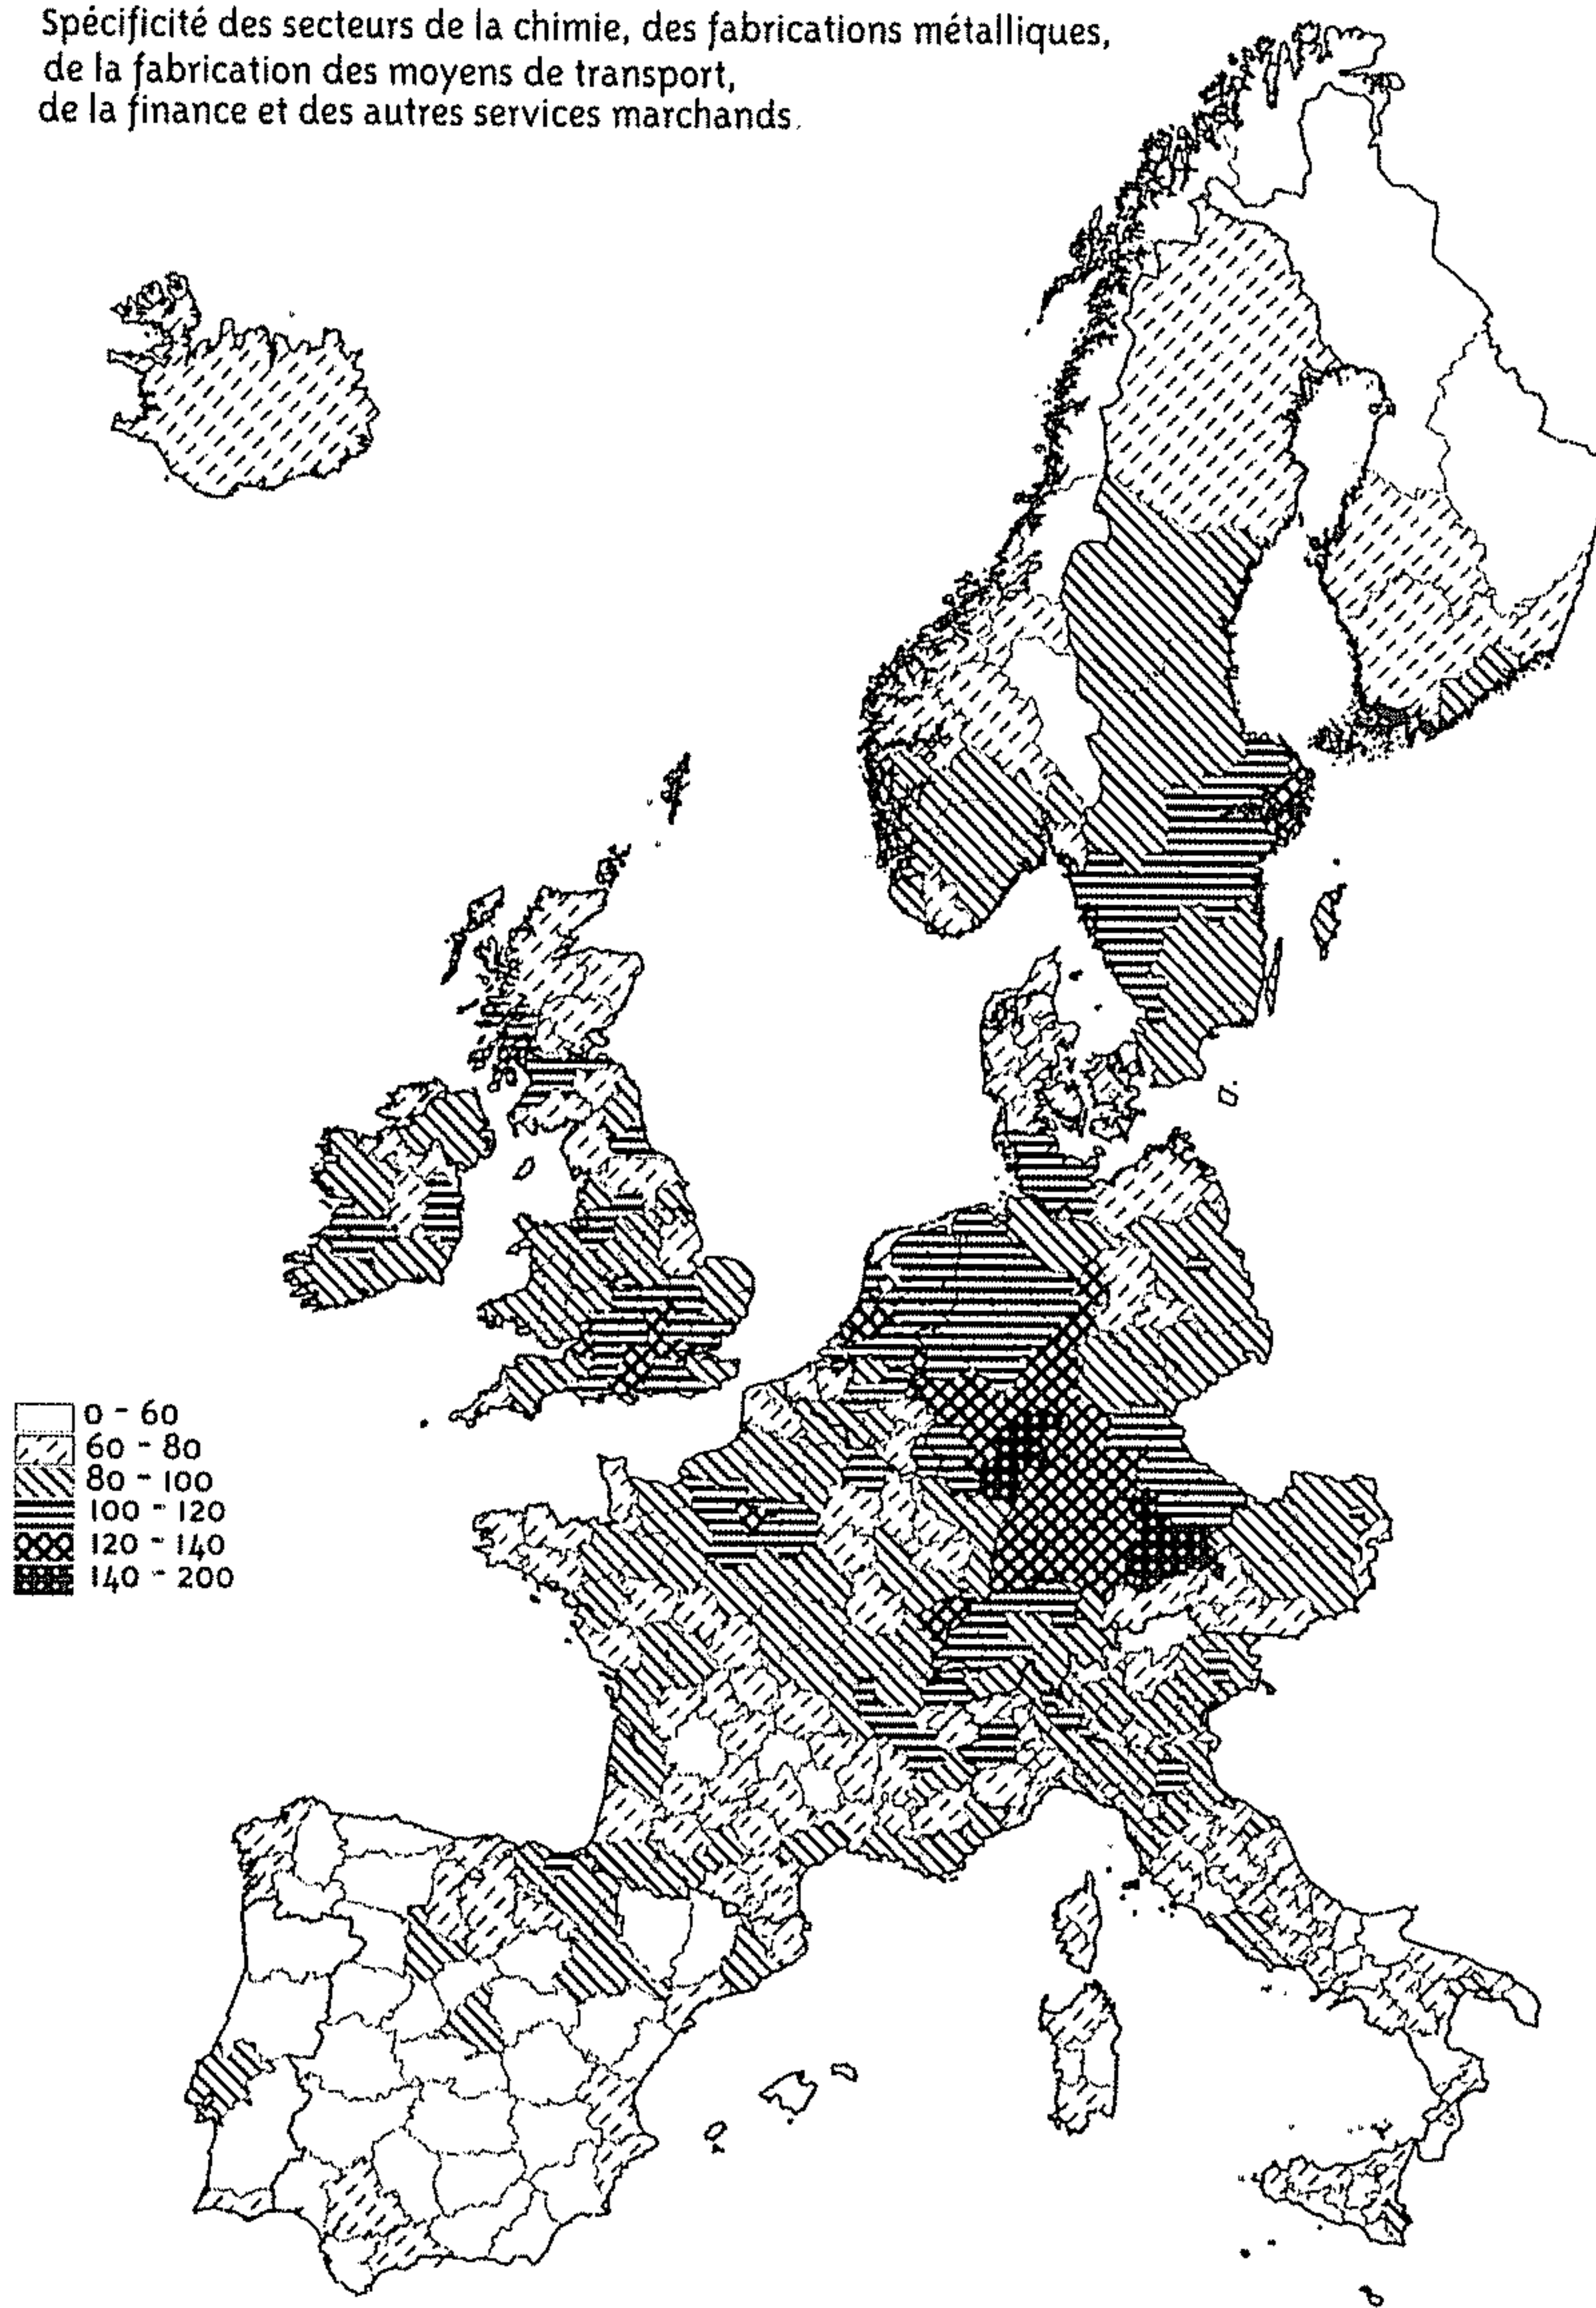 Spécificité des secteurs de la chimie, des fabrications métalliques,
de la fabrication des moyens de transport,
de la finance et des autres services marchands.
0 - 60
60 - 80
80 - 100
100 - 120
120 - 140
140 - 200